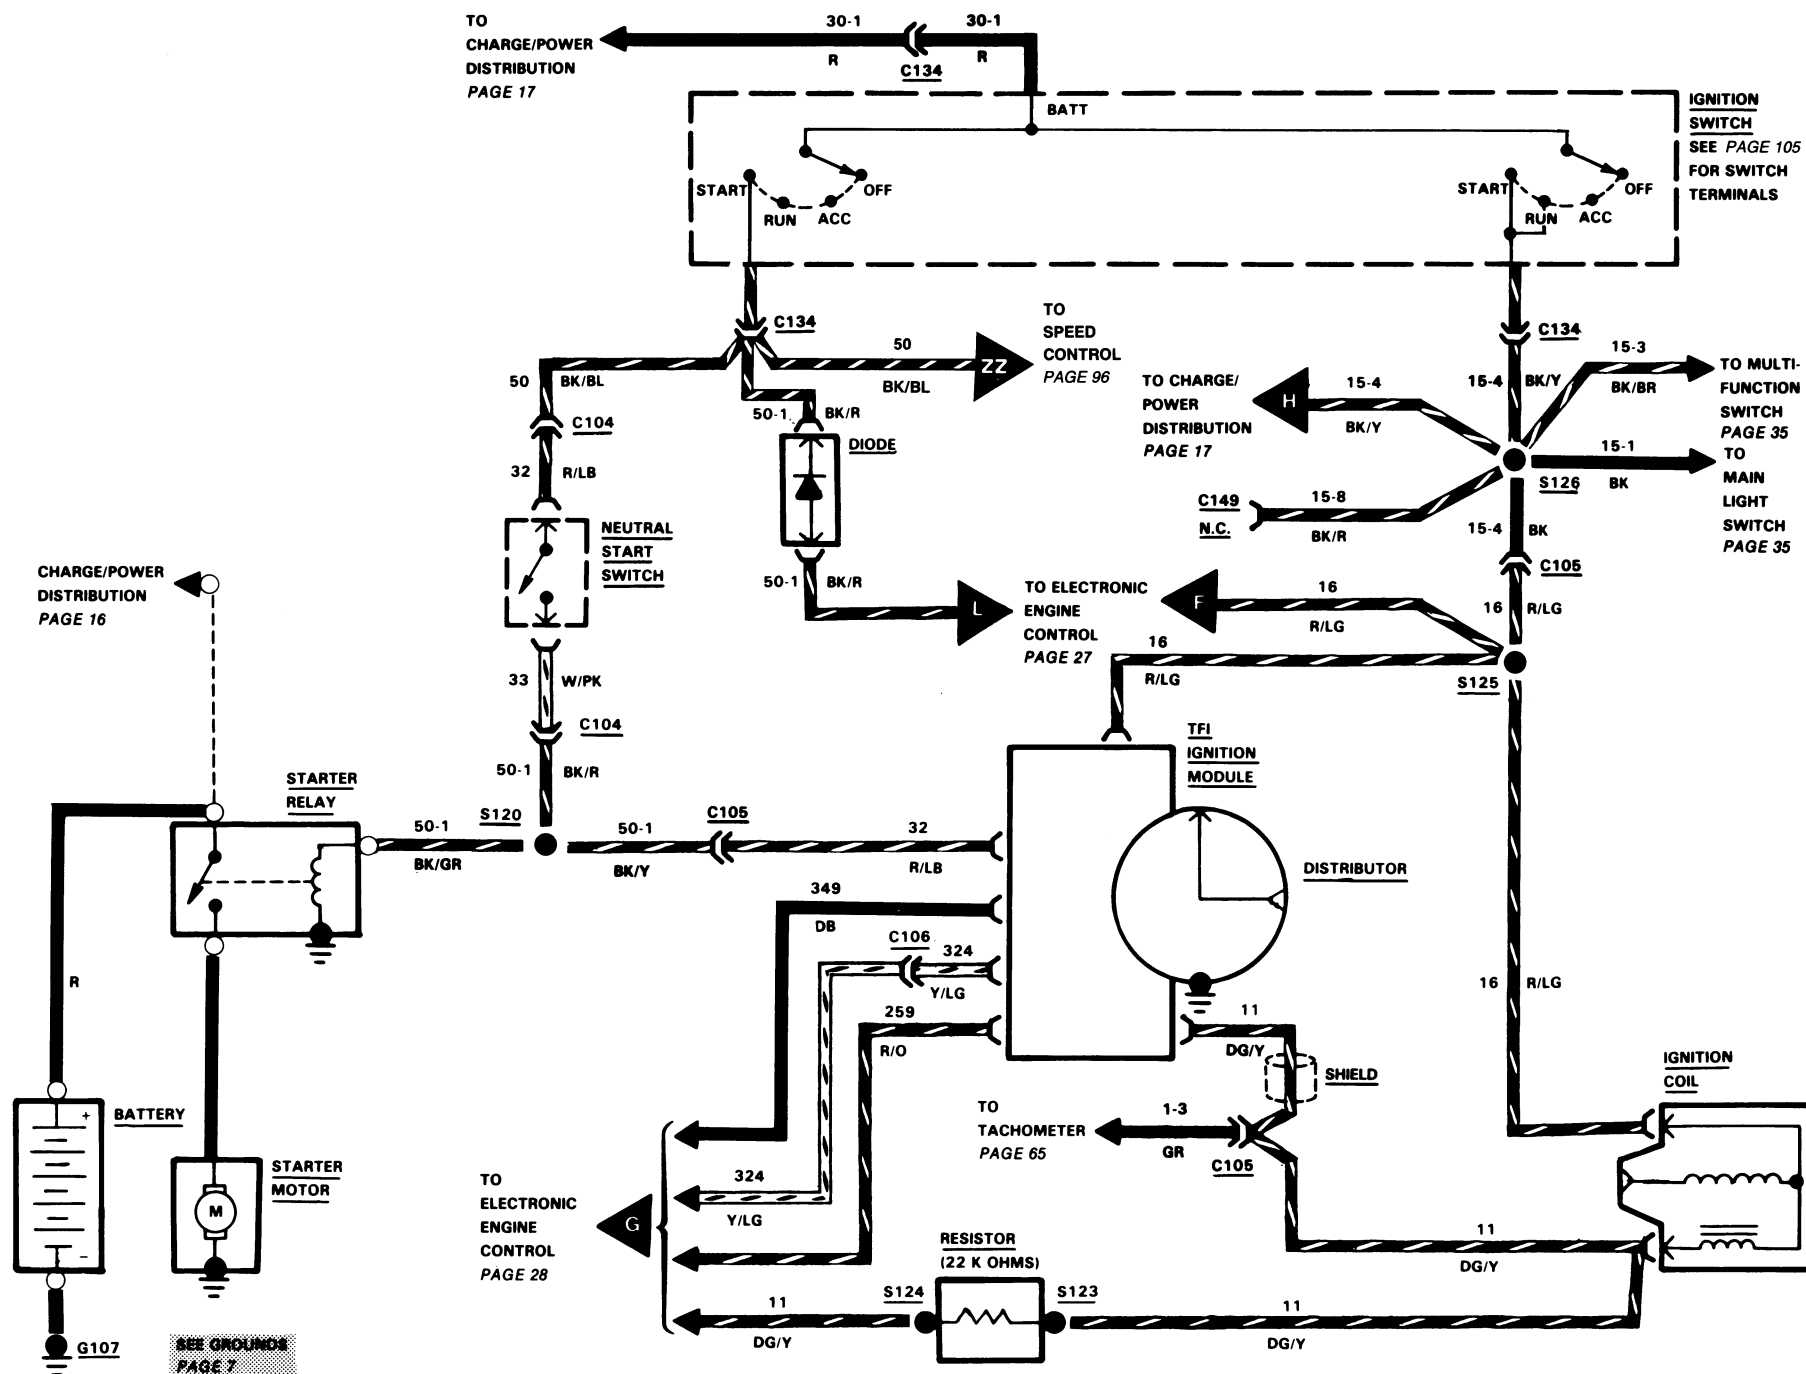 TO
CHARGE/POWER
DISTRIBUTION
PAGE 17
30-1
R
C134
30-1
R
BATT
IGNITION
SWITCH
SEE PAGE 105
FOR SWITCH
TERMINALS
START
RUN
ACC
OFF
START
RUN
ACC
OFF
C134
TO
SPEED
CONTROL
PAGE 96
50
BK/BL
ZZ
50
BK/BL
C104
32
R/LB
50-1
BK/R
DIODE
NEUTRAL
START
SWITCH
50-1
BK/R
L
TO ELECTRONIC
ENGINE
CONTROL
PAGE 27
F
16
R/LG
C134
15-4
BK/Y
15-3
BK/BR
TO MULTI-
FUNCTION
SWITCH
PAGE 35
TO CHARGE/
POWER
DISTRIBUTION
PAGE 17
H
15-4
BK/Y
15-1
BK
TO
MAIN
LIGHT
SWITCH
PAGE 35
S126
C149
N.C.
15-8
BK/R
15-4
BK
C105
16
R/LG
16
R/LG
S125
CHARGE/POWER
DISTRIBUTION
PAGE 16
33
W/PK
C104
50-1
BK/R
STARTER
RELAY
50-1
BK/GR
S120
50-1
BK/Y
C105
32
R/LB
TFI
IGNITION
MODULE
DISTRIBUTOR
349
DB
C106
324
Y/LG
259
R/O
11
DG/Y
SHIELD
16
R/LG
IGNITION
COIL
R
+
-
BATTERY
STARTER
MOTOR
M
G107
SEE GROUNDS
PAGE 7
TO
TACHOMETER
PAGE 65
1-3
GR
C105
TO
ELECTRONIC
ENGINE
CONTROL
PAGE 28
G
324
Y/LG
11
DG/Y
RESISTOR
(22 K OHMS)
S124
S123
11
DG/Y
11
DG/Y